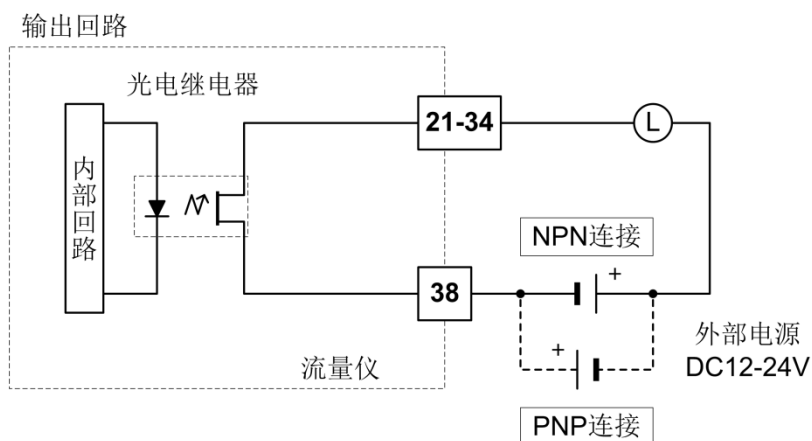 输出回路
光电继电器
21-34
L
内部回路
NPN连接
+
38
+
外部电源
DC12-24V
流量仪
PNP连接